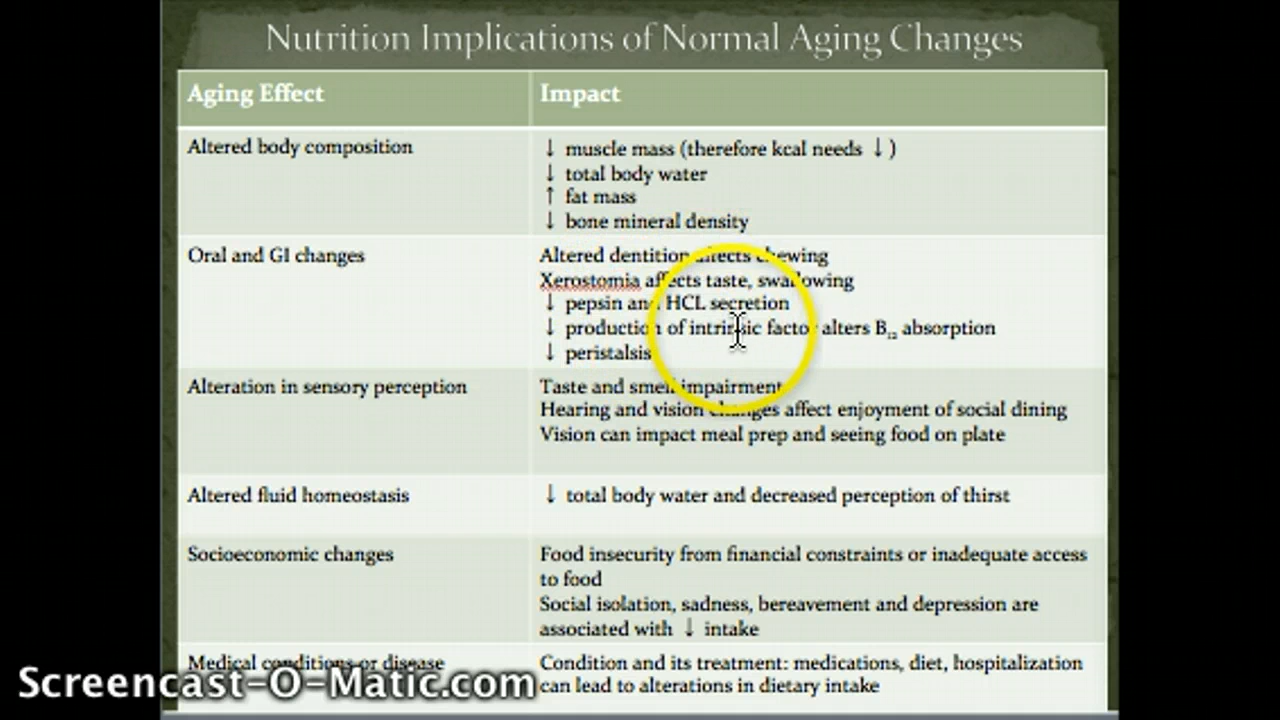 Nutrition Implications of Normal Aging Changes
Aging Effect
Impact
Altered body composition
↓ muscle mass (therefore kcal needs ↓ )
↓ total body water
↑ fat mass
↓ bone mineral density
Oral and GI changes
Altered dentition affects chewing
Xerostomia affects taste, swallowing
↓ pepsin and HCL secretion
↓ production of intrinsic factor alters B₁₂ absorption
↓ peristalsis
Alteration in sensory perception
Taste and smell impairment
Hearing and vision changes affect enjoyment of social dining
Vision can impact meal prep and seeing food on plate
Altered fluid homeostasis
↓ total body water and decreased perception of thirst
Socioeconomic changes
Food insecurity from financial constraints or inadequate access
to food
Social isolation, sadness, bereavement and depression are
associated with ↓ intake
Medical conditions or disease
Condition and its treatment: medications, diet, hospitalization
can lead to alterations in dietary intake
Screencast-O-Matic.com